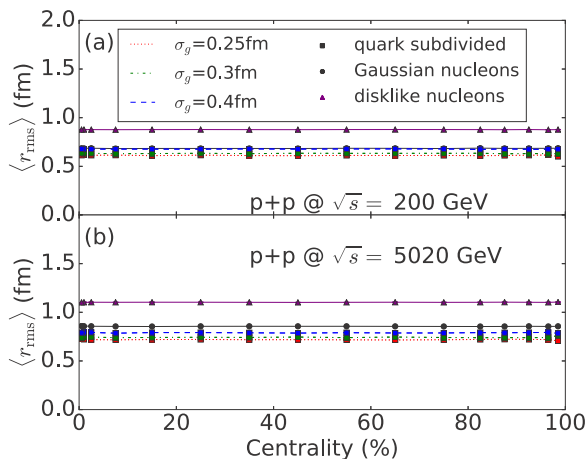 2.0
(a)
σg=0.25fm
quark subdivided
1.5
σg=0.3fm
Gaussian nucleons
σg=0.4fm
disklike nucleons
1.0
⟨rrms⟩ (fm)
0.5
p+p @ √s = 200 GeV
0.0
(b)
p+p @ √s = 5020 GeV
1.5
1.0
⟨rrms⟩ (fm)
0.5
0.0
0 20 40 60 80 100
Centrality (%)